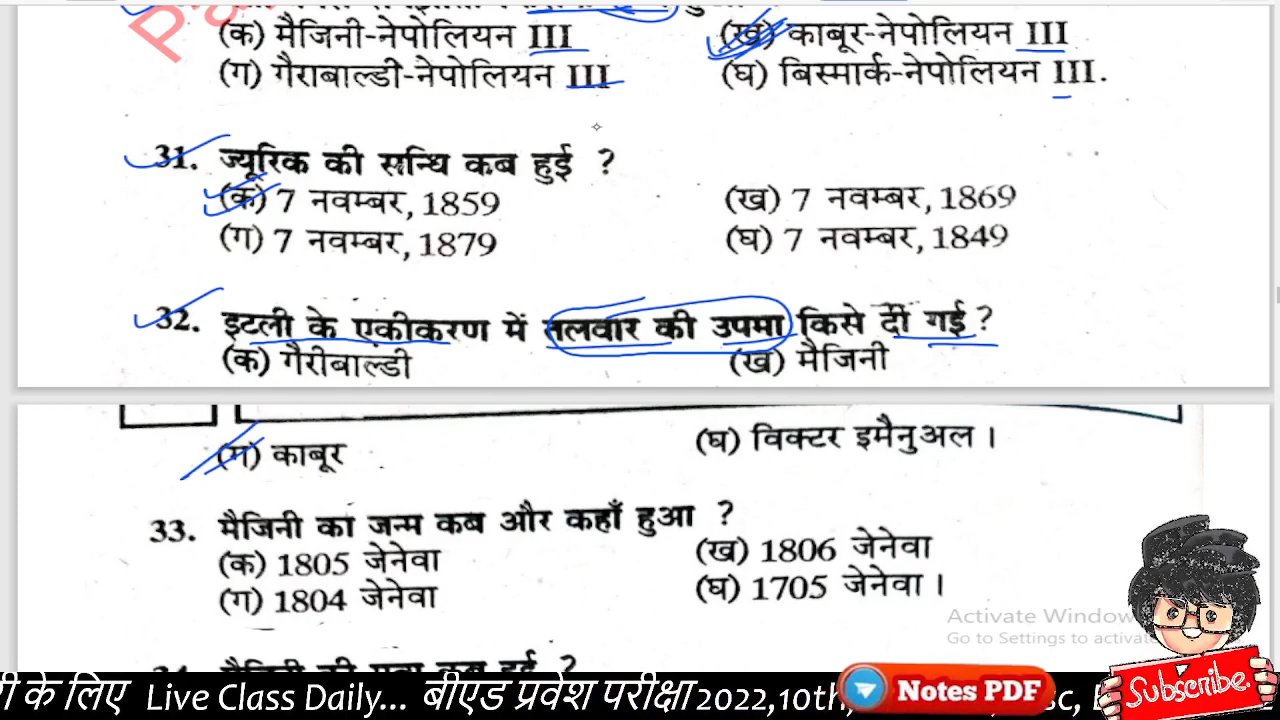 (क) मैजिनी-नेपोलियन III (ख) काबूर-नेपोलियन III
(ग) गैराबाल्डी-नेपोलियन III (घ) बिस्मार्क-नेपोलियन III.
31. ज्यूरिक की सन्धि कब हुई ?
(क) 7 नवम्बर, 1859 (ख) 7 नवम्बर, 1869
(ग) 7 नवम्बर, 1879 (घ) 7 नवम्बर, 1849
32. इटली के एकीकरण में तलवार की उपमा किसे दी गई ?
(क) गैरीबाल्डी (ख) मैजिनी
(ग) काबूर (घ) विक्टर इमैनुअल ।
33. मैजिनी का जन्म कब और कहाँ हुआ ?
(क) 1805 जेनेवा (ख) 1806 जेनेवा
(ग) 1804 जेनेवा (घ) 1705 जेनेवा ।
Activate Window
Go to Settings to activat
के लिए Live Class Daily... बीएड प्रवेश परीक्षा 2022,10th,
Notes PDF
Subscribe.